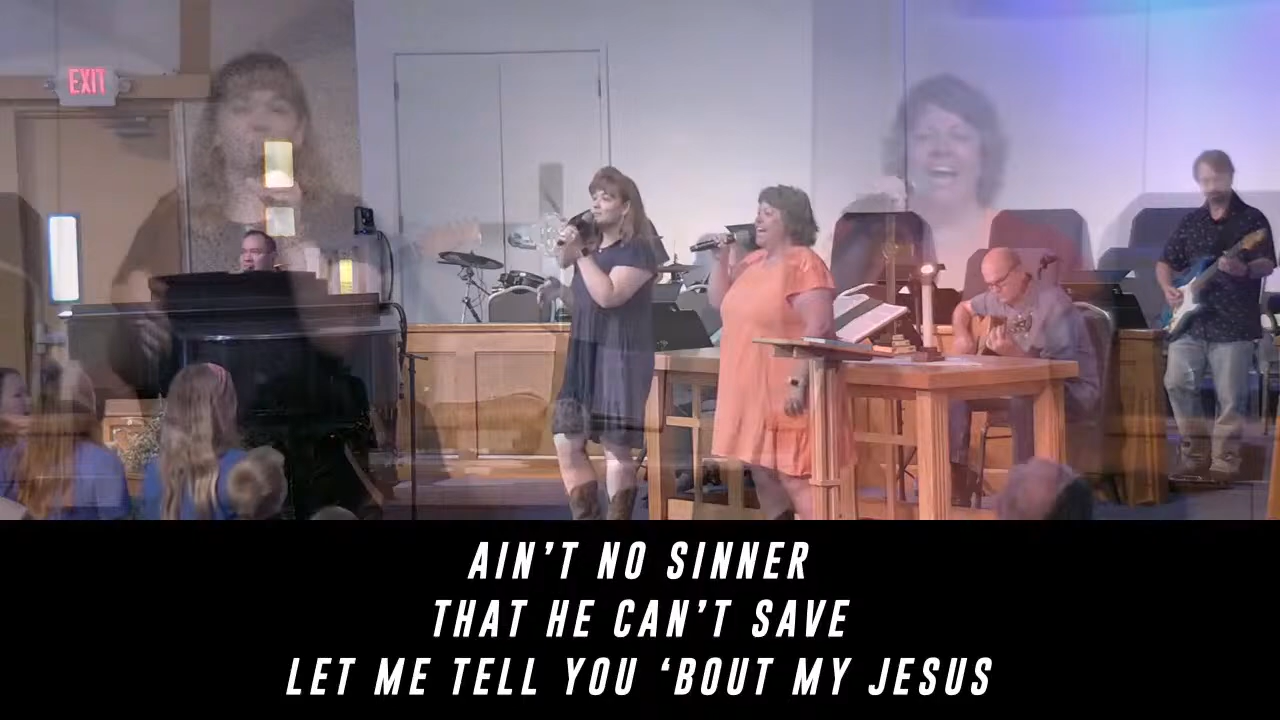 EXIT
AIN'T NO SINNER
THAT HE CAN'T SAVE
LET ME TELL YOU ‘BOUT MY JESUS